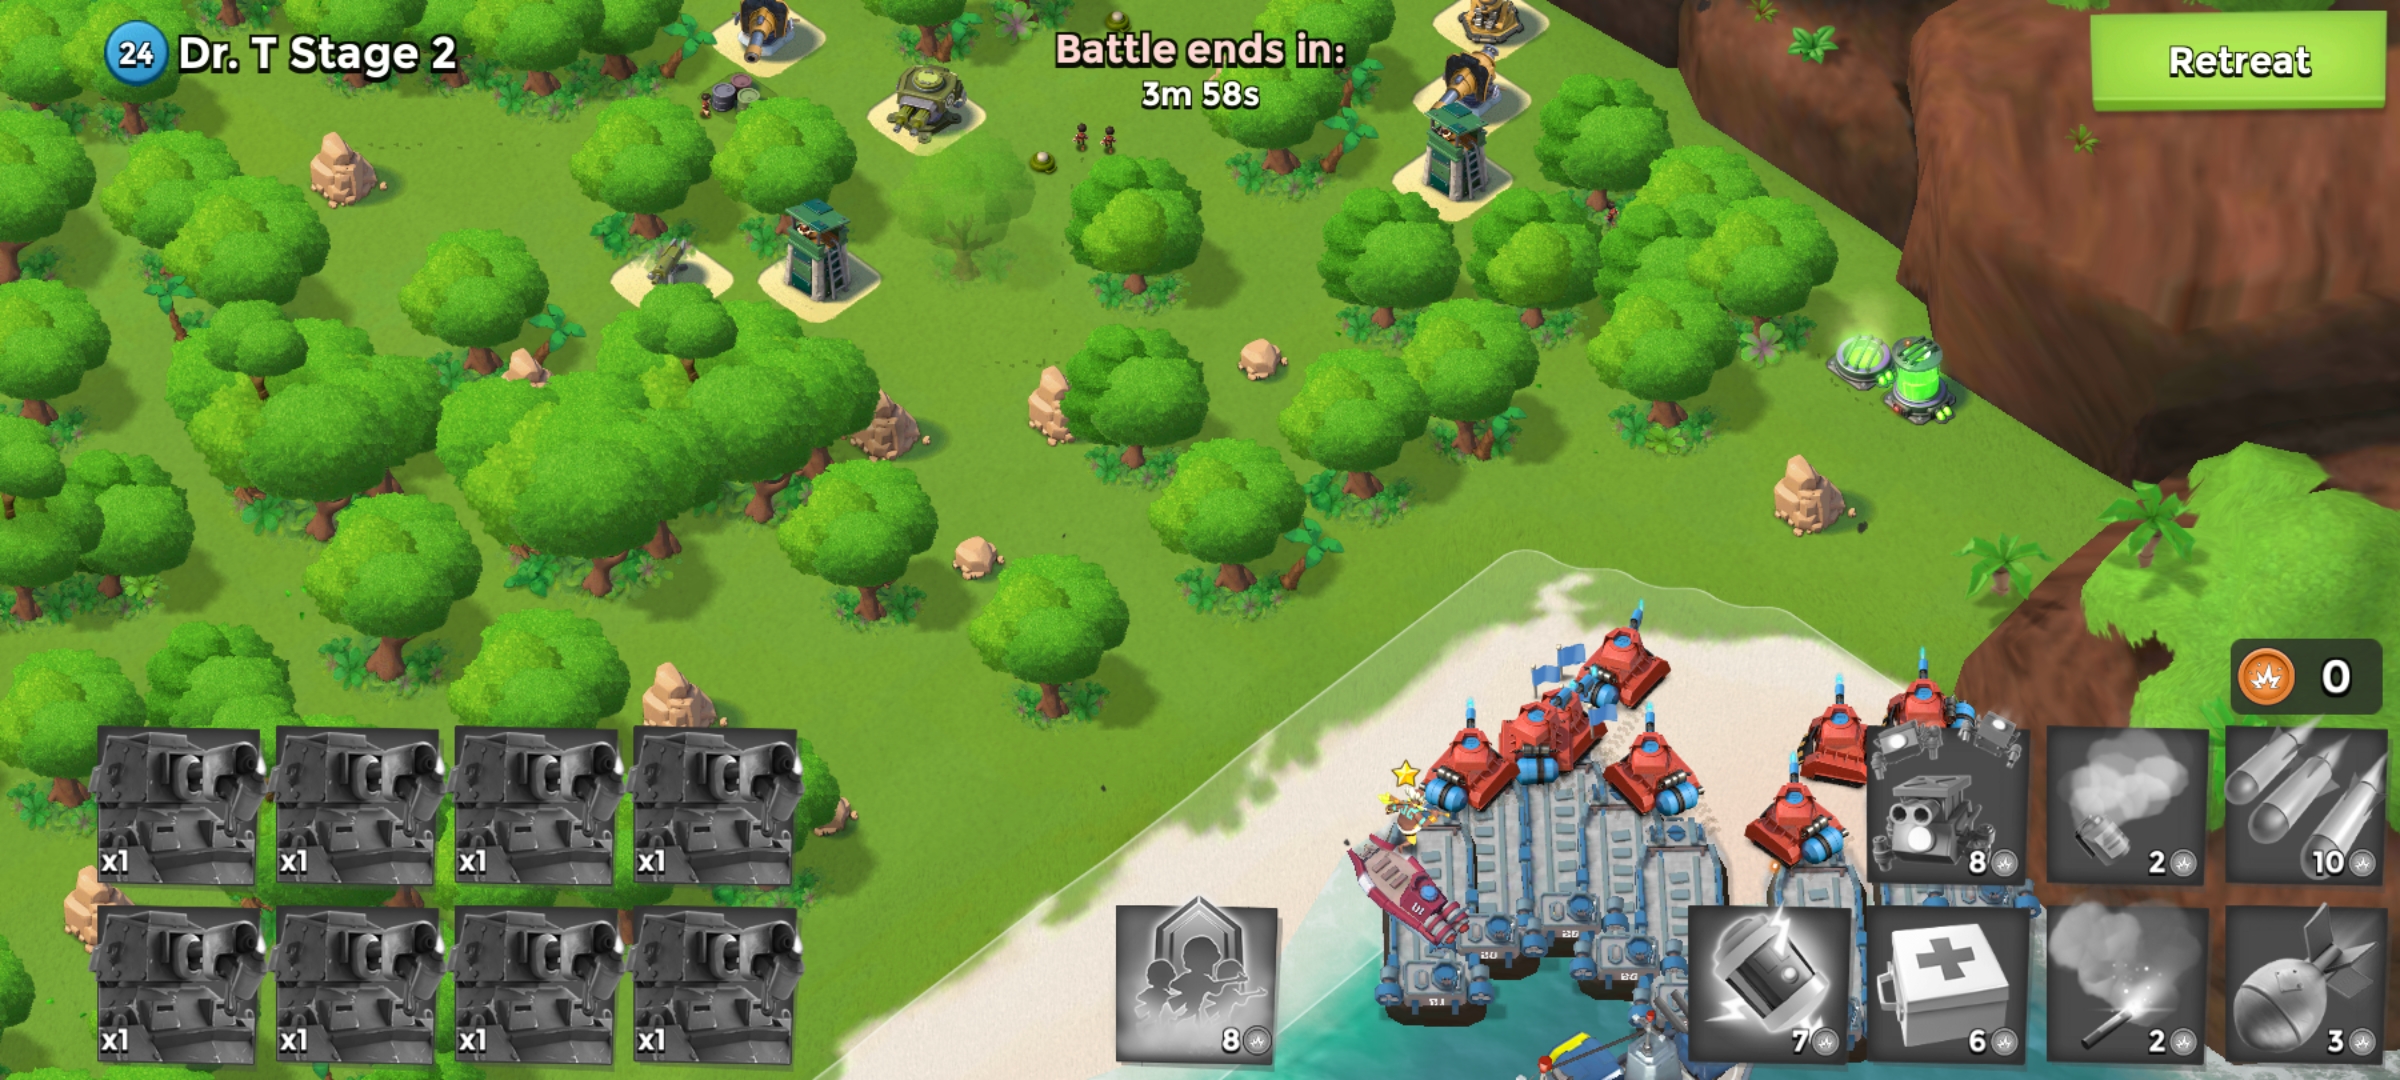 24 Dr. T Stage 2
Battle ends in:
3m 58s
Retreat
0
x1 x1 x1 x1
8 2 10
x1 x1 x1 x1
8 7 6 2 3